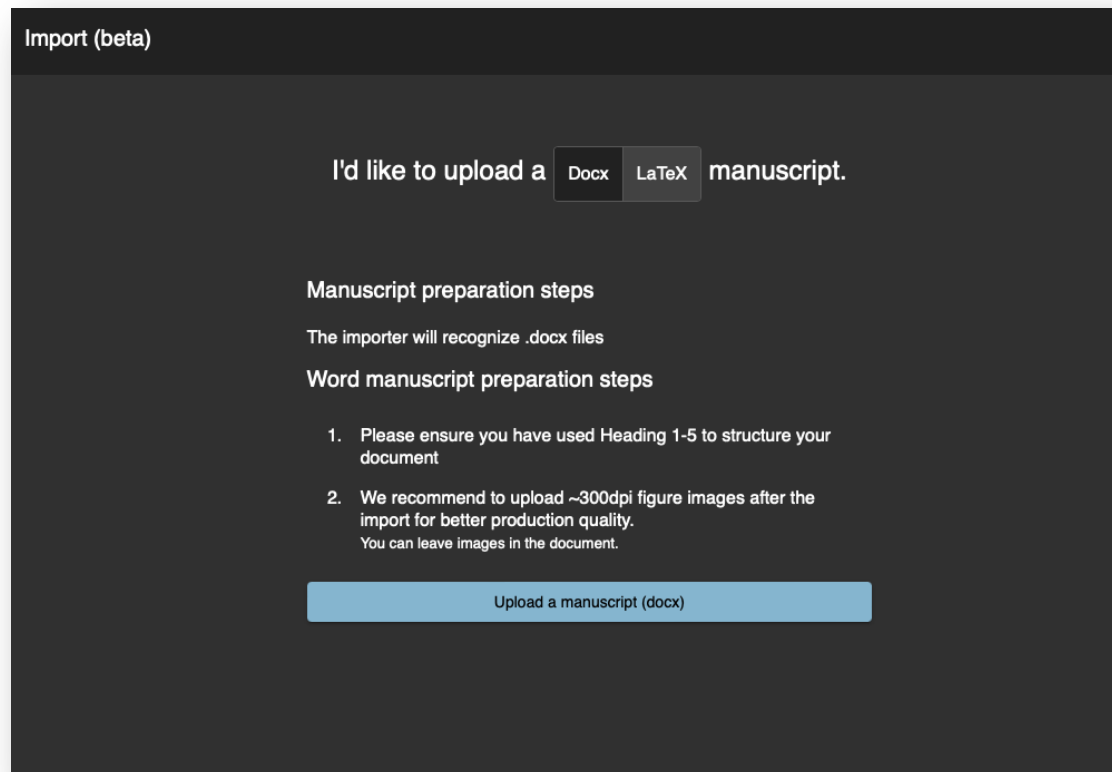 Import (beta)
I'd like to upload a Docx LaTeX manuscript.
Manuscript preparation steps
The importer will recognize .docx files
Word manuscript preparation steps
1. Please ensure you have used Heading 1-5 to structure your
document
2. We recommend to upload ~300dpi figure images after the
import for better production quality.
You can leave images in the document.
Upload a manuscript (docx)